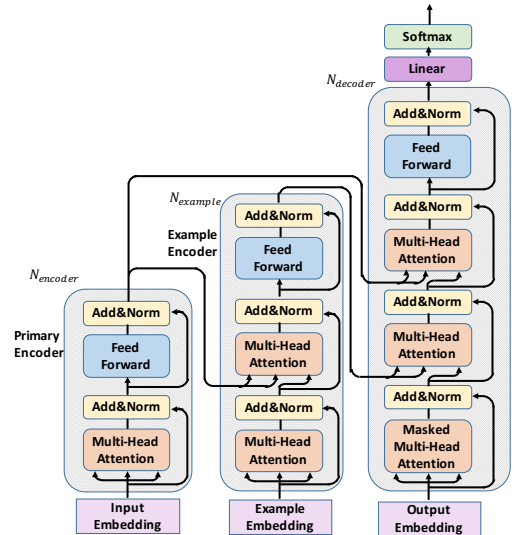 Softmax
Linear
N_decoder
Add&Norm
Feed
Forward
Add&Norm
Multi-Head
Attention
Add&Norm
Multi-Head
Attention
Add&Norm
Masked
Multi-Head
Attention
Output
Embedding
N_example
Example
Encoder
Add&Norm
Feed
Forward
Add&Norm
Multi-Head
Attention
Add&Norm
Multi-Head
Attention
Example
Embedding
N_encoder
Primary
Encoder
Add&Norm
Feed
Forward
Add&Norm
Multi-Head
Attention
Input
Embedding